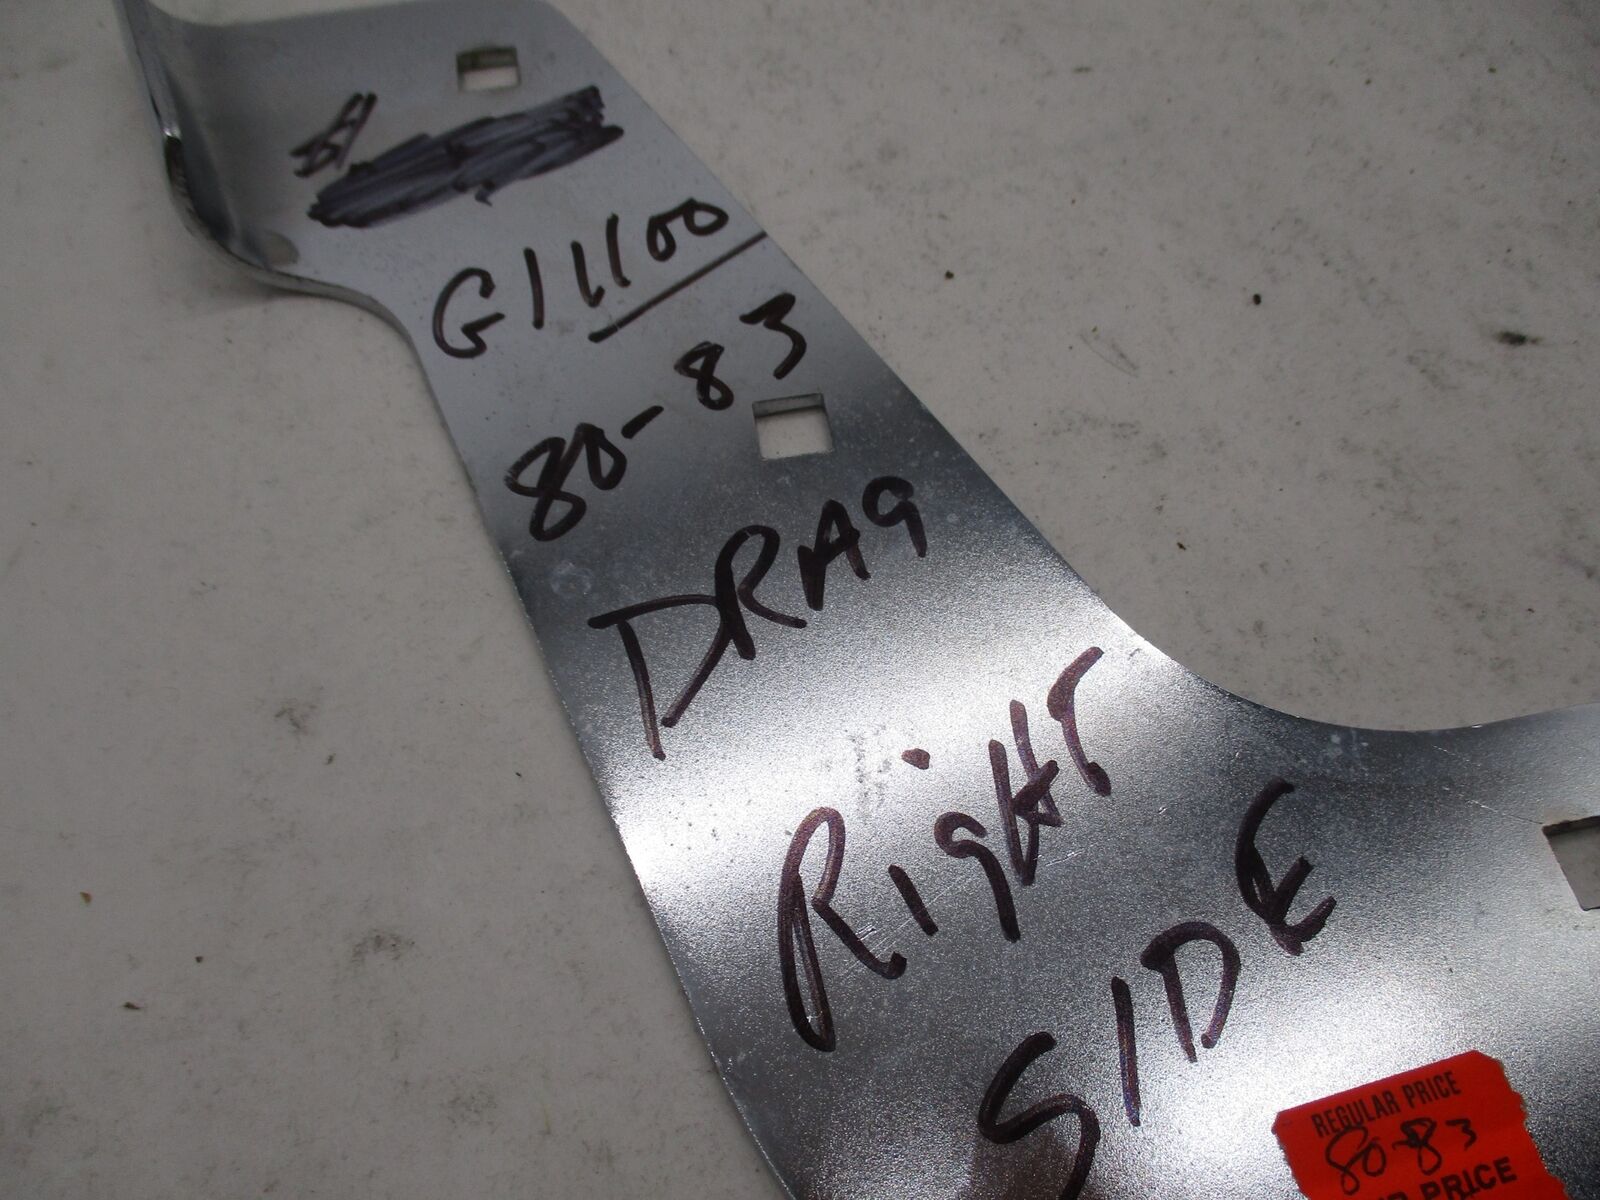 GL1100
80-83
DRAG
RigHT
SIDE
REGULAR PRICE
80-83
PRICE